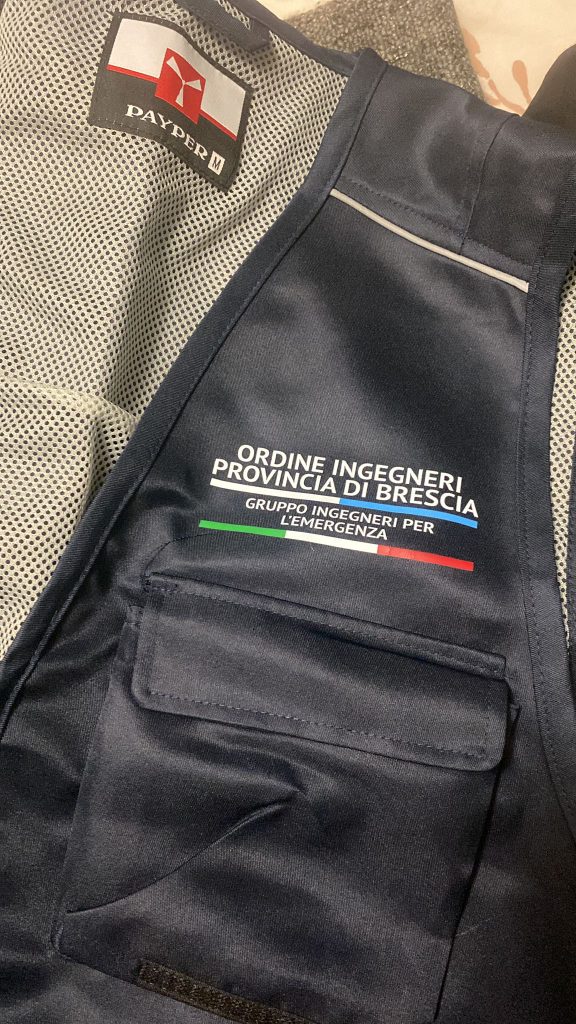 PAYPER M
ORDINE INGEGNERI
PROVINCIA DI BRESCIA
GRUPPO INGEGNERI PER
L'EMERGENZA